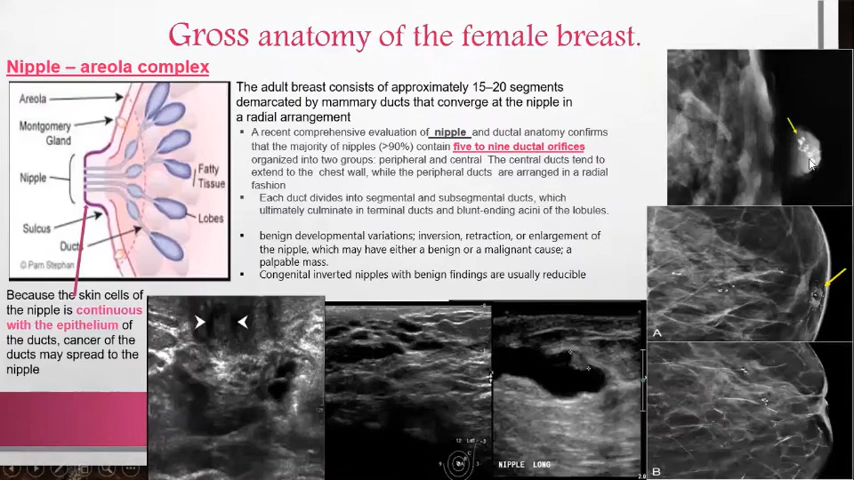 Gross anatomy of the female breast.
Nipple – areola complex
Areola
Montgomery
Gland
Nipple
Sulcus
Ducts
Fatty
Tissue
Lobes
© Pam Stephan
The adult breast consists of approximately 15–20 segments
demarcated by mammary ducts that converge at the nipple in
a radial arrangement
▪ A recent comprehensive evaluation of nipple and ductal anatomy confirms
that the majority of nipples (>90%) contain five to nine ductal orifices
organized into two groups: peripheral and central The central ducts tend to
extend to the chest wall, while the peripheral ducts are arranged in a radial
fashion
▪ Each duct divides into segmental and subsegmental ducts, which
ultimately culminate in terminal ducts and blunt-ending acini of the lobules.
▪ benign developmental variations; inversion, retraction, or enlargement of
the nipple, which may have either a benign or a malignant cause; a
palpable mass.
▪ Congenital inverted nipples with benign findings are usually reducible
Because the skin cells of
the nipple is continuous
with the epithelium of
the ducts, cancer of the
ducts may spread to the
nipple
NIPPLE LONG
A
B